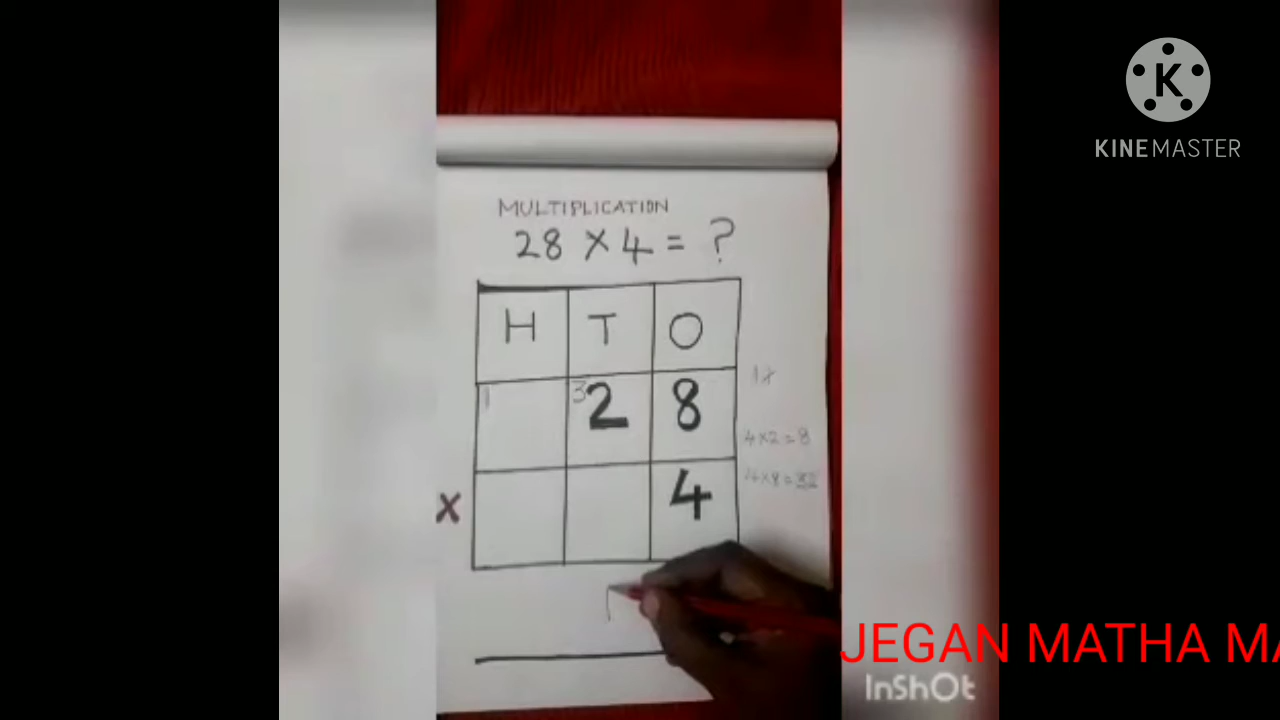 K
KINEMASTER
MULTIPLICATION
28 X 4 = ?
H T O
1 3 2 8
1+
4 x 2 = 8
4 x 8 = 32
X 4
JEGAN MATHA MA
InShOt